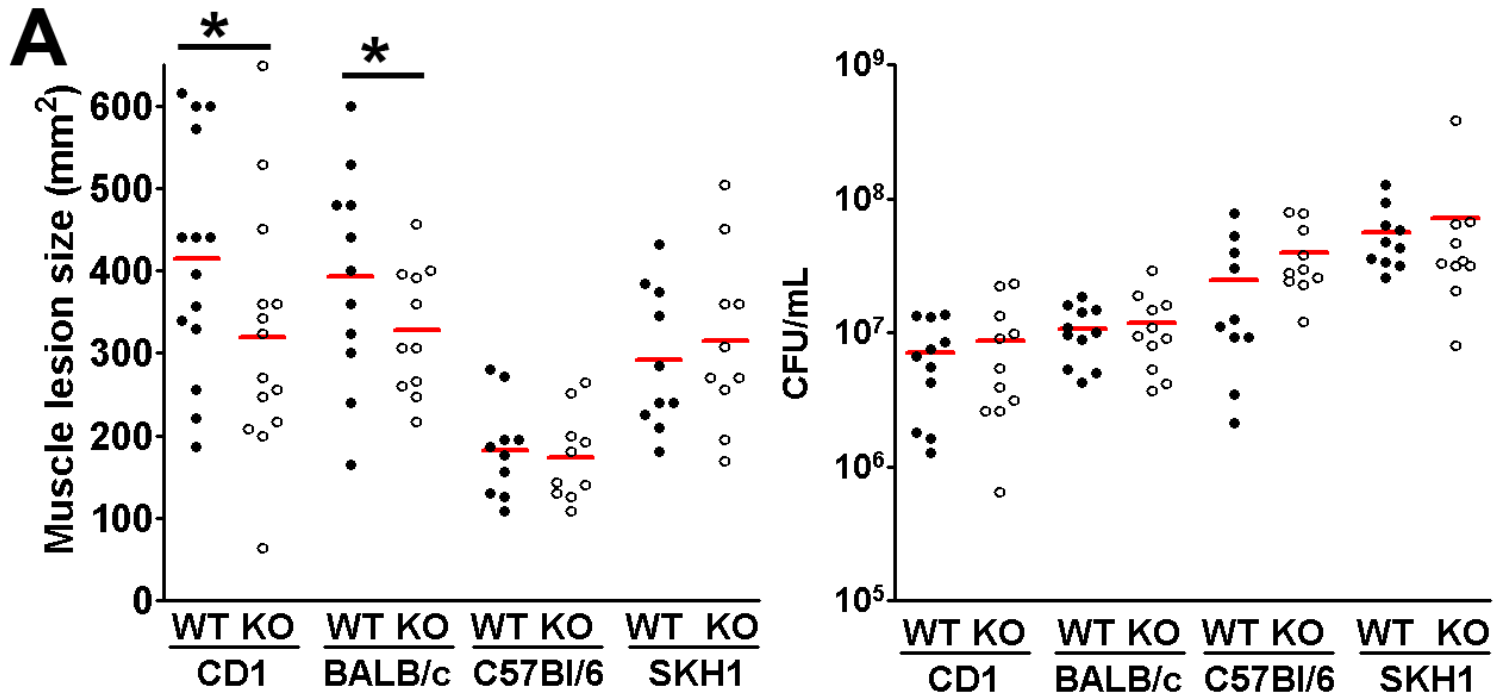 A
* *
Muscle lesion size (mm²)
600
500
400
300
200
100
0
WT KO WT KO WT KO WT KO
CD1 BALB/c C57Bl/6 SKH1
CFU/mL
10⁹
10⁸
10⁷
10⁶
10⁵
WT KO WT KO WT KO WT KO
CD1 BALB/c C57Bl/6 SKH1